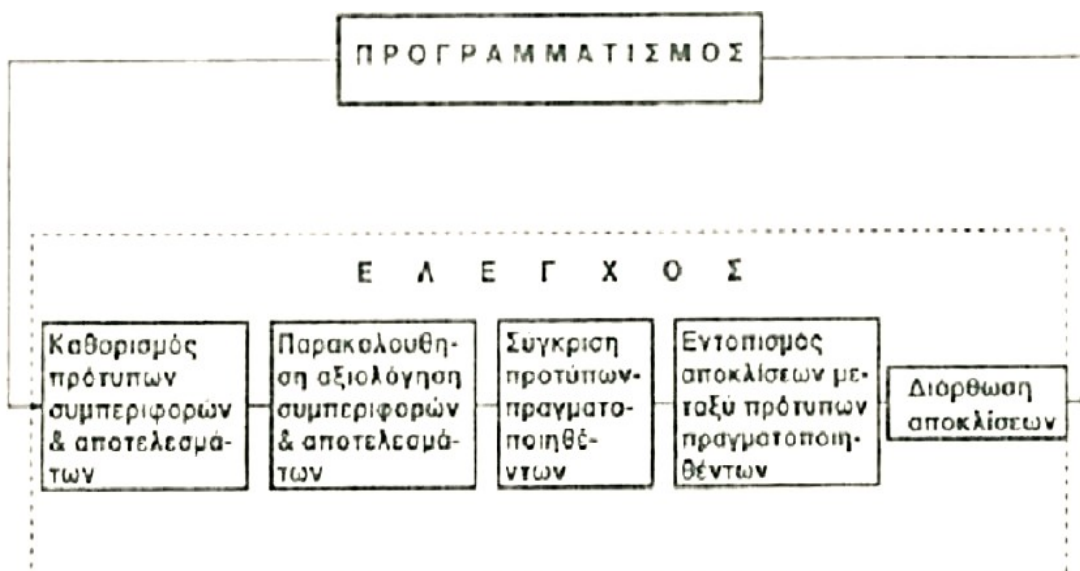 ΠΡΟΓΡΑΜΜΑΤΙΣΜΟΣ
ΕΛΕΓΧΟΣ
Καθορισμός
πρότυπων
συμπεριφορών
& αποτελεσμά-
των
Παρακολουθη-
ση αξιολόγηση
συμπεριφορών
& αποτελεσμά-
των
Σύγκριση
προτύπων-
πραγματο-
ποιηθέ-
ντων
Εντοπισμός
αποκλίσεων με-
ταξύ πρότυπων
πραγματοποιη-
θέντων
Διόρθωση
αποκλίσεων